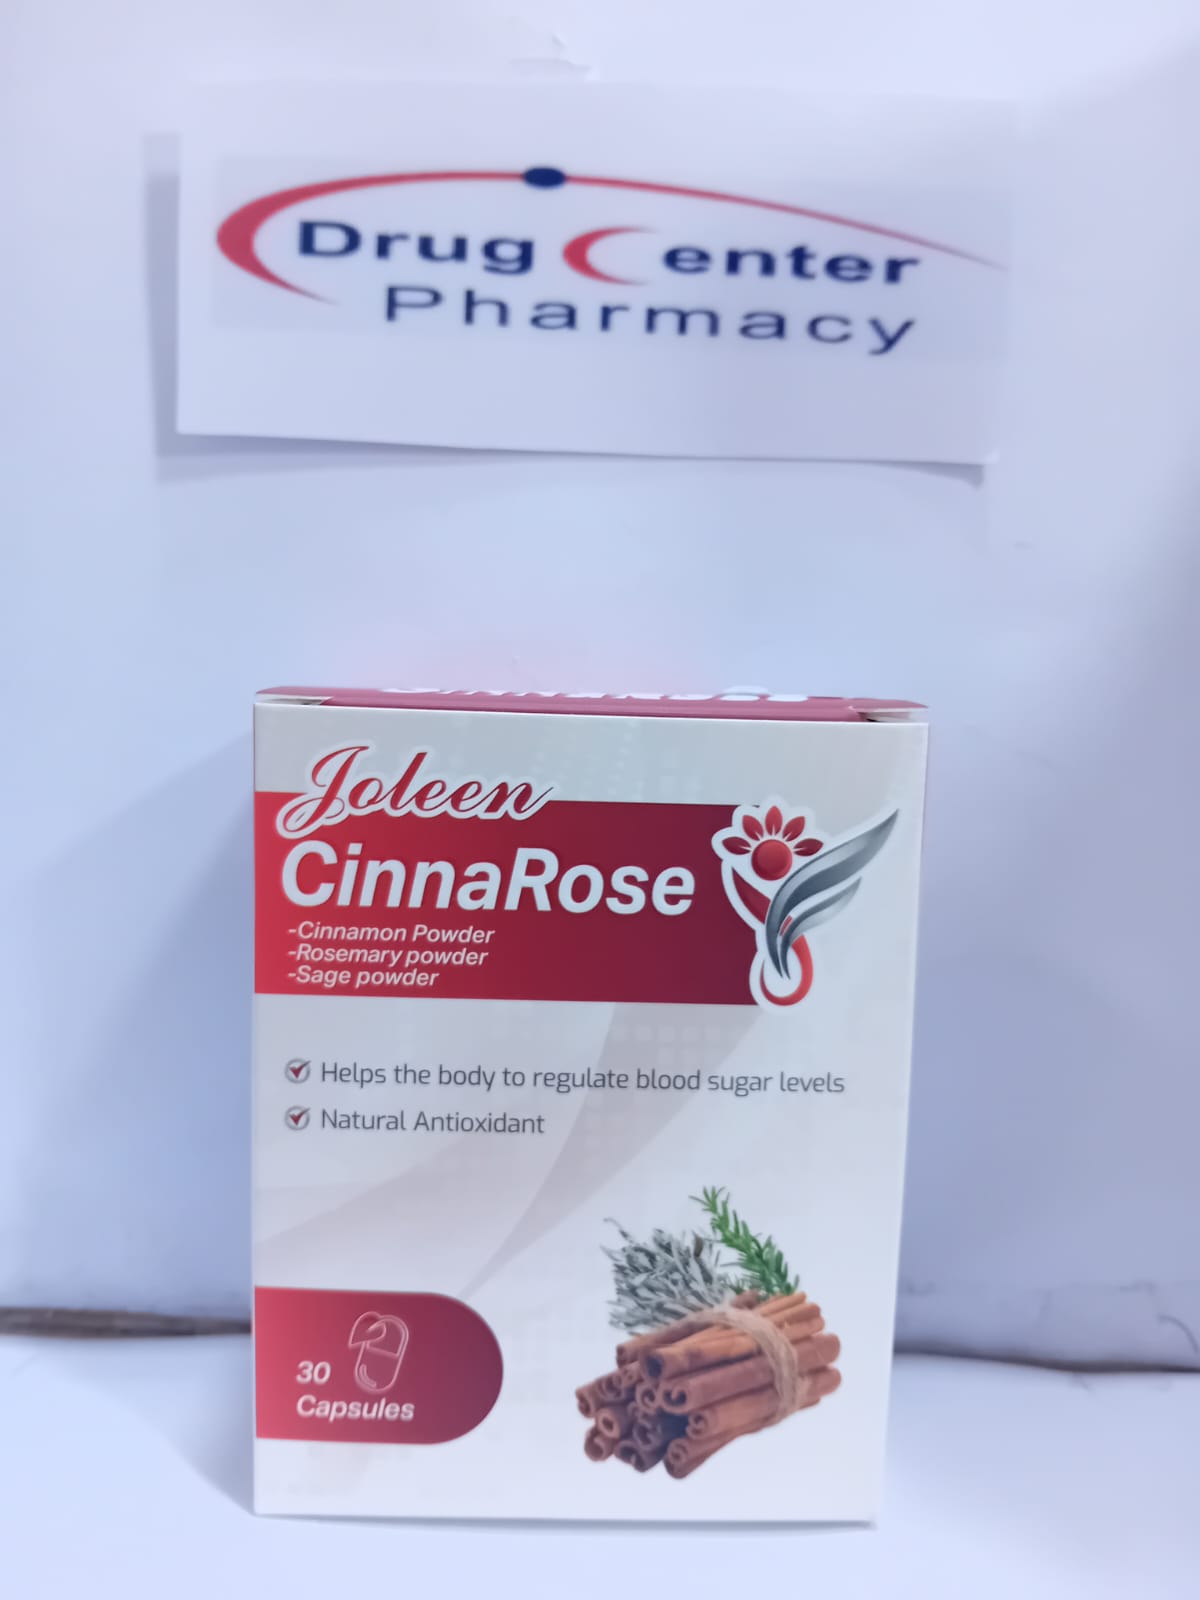 Drug Center
Pharmacy
CINNAROSE
Joleen
CinnaRose
-Cinnamon Powder
-Rosemary powder
-Sage powder
Helps the body to regulate blood sugar levels
Natural Antioxidant
30
Capsules